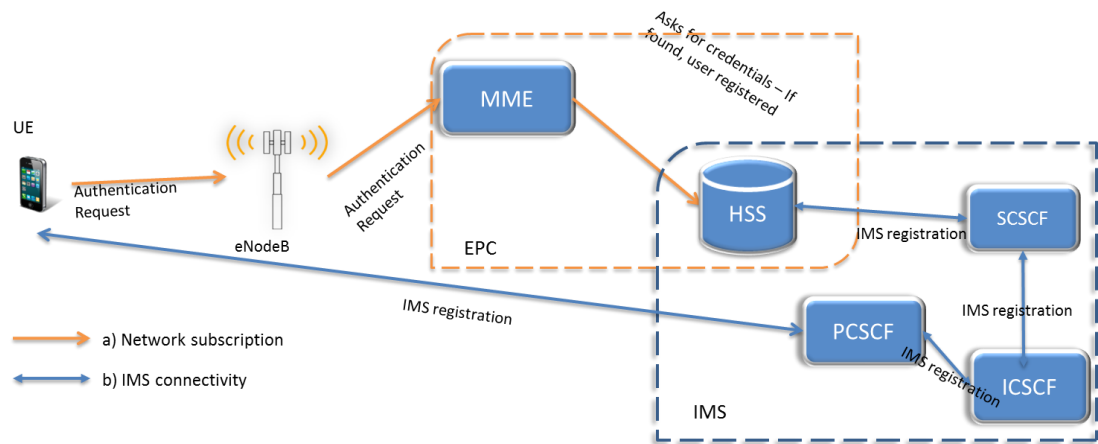 Asks for credentials – If
found, user registered
MME
UE
Authentication
Request
Authentication
Request
eNodeB
HSS
EPC
IMS registration
SCSCF
IMS registration
IMS registration
PCSCF
IMS registration
ICSCF
IMS
a) Network subscription
b) IMS connectivity